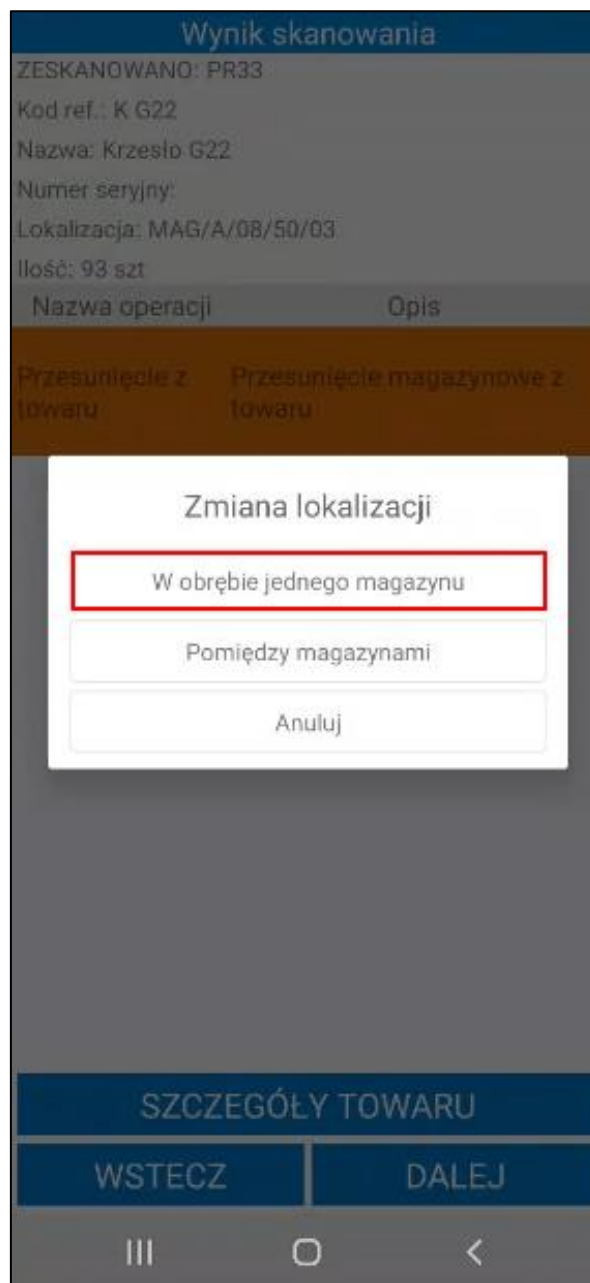 Wynik skanowania
ZESKANOWANO: PR33
Kod ref.: K G22
Nazwa: Krzesło G22
Numer seryjny:
Lokalizacja: MAG/A/08/50/03
Ilość: 93 szt
Nazwa operacji Opis
Przesunięcie z Przesunięcie magazynowe z
towaru towaru
Zmiana lokalizacji
W obrębie jednego magazynu
Pomiędzy magazynami
Anuluj
SZCZEGÓŁY TOWARU
WSTECZ DALEJ